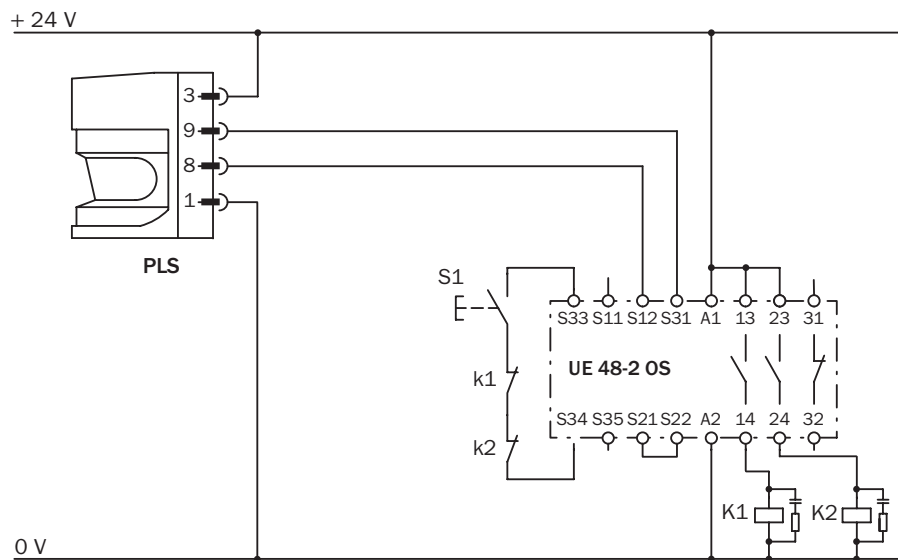 + 24 V
3
9
8
1
PLS
S1
S33 S11 S12 S31 A1 13 23 31
UE 48-2 OS
k1
k2
S34 S35 S21 S22 A2 14 24 32
K1
K2
0 V